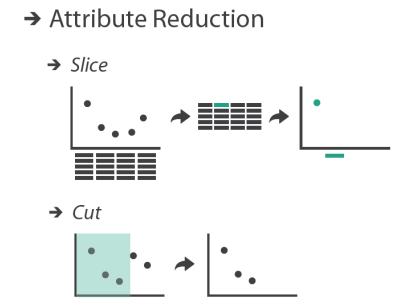 → Attribute Reduction
→ Slice
→ Cut